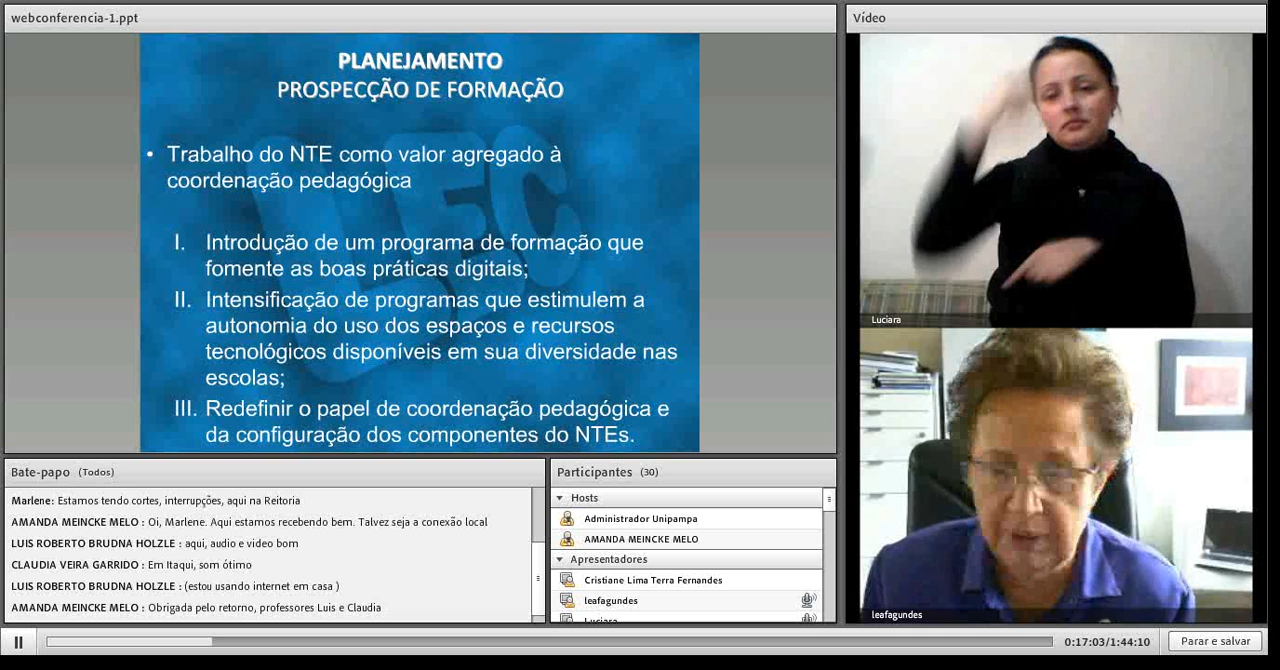 webconferencia-1.ppt
PLANEJAMENTO
PROSPECÇÃO DE FORMAÇÃO
• Trabalho do NTE como valor agregado à
coordenação pedagógica
LEC
I. Introdução de um programa de formação que
fomente as boas práticas digitais;
II. Intensificação de programas que estimulem a
autonomia do uso dos espaços e recursos
tecnológicos disponíveis em sua diversidade nas
escolas;
III. Redefinir o papel de coordenação pedagógica e
da configuração dos componentes do NTEs.
Bate-papo (Todos)
Marlene: Estamos tendo cortes, interrupções, aqui na Reitoria
AMANDA MEINCKE MELO : Oi, Marlene. Aqui estamos recebendo bem. Talvez seja a conexão local
LUIS ROBERTO BRUDNA HOLZLE : aqui, audio e video bom
CLAUDIA VEIRA GARRIDO : Em Itaqui, som ótimo
LUIS ROBERTO BRUDNA HOLZLE : (estou usando internet em casa )
AMANDA MEINCKE MELO : Obrigada pelo retorno, professores Luis e Claudia
Participantes (30)
Hosts
Administrador Unipampa
AMANDA MEINCKE MELO
Apresentadores
Cristiane Lima Terra Fernandes
leafagundes
Luciara
Vídeo
Luciara
leafagundes
0:17:03/1:44:10
Parar e salvar